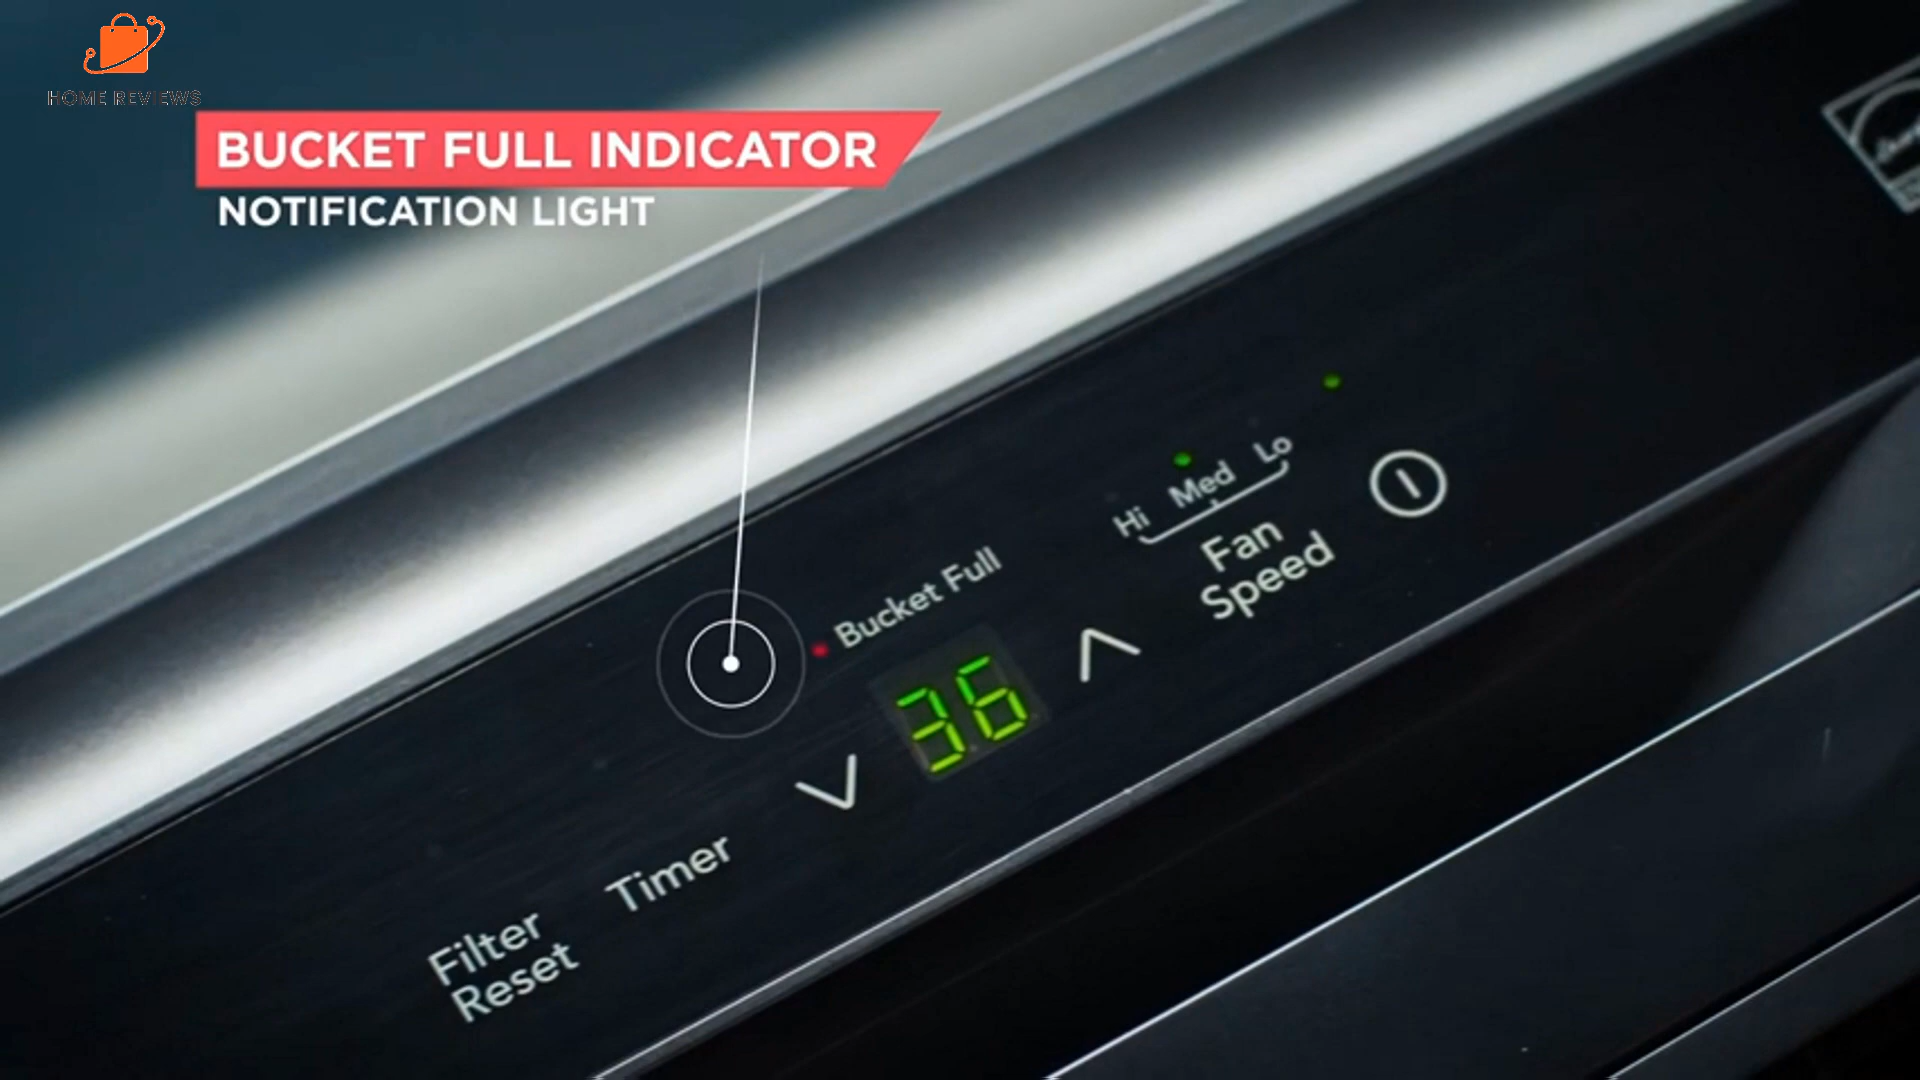 HOME REVIEWS
BUCKET FULL INDICATOR
NOTIFICATION LIGHT
Hi Med Lo
Fan
Speed
Bucket Full
36
Timer
Filter
Reset